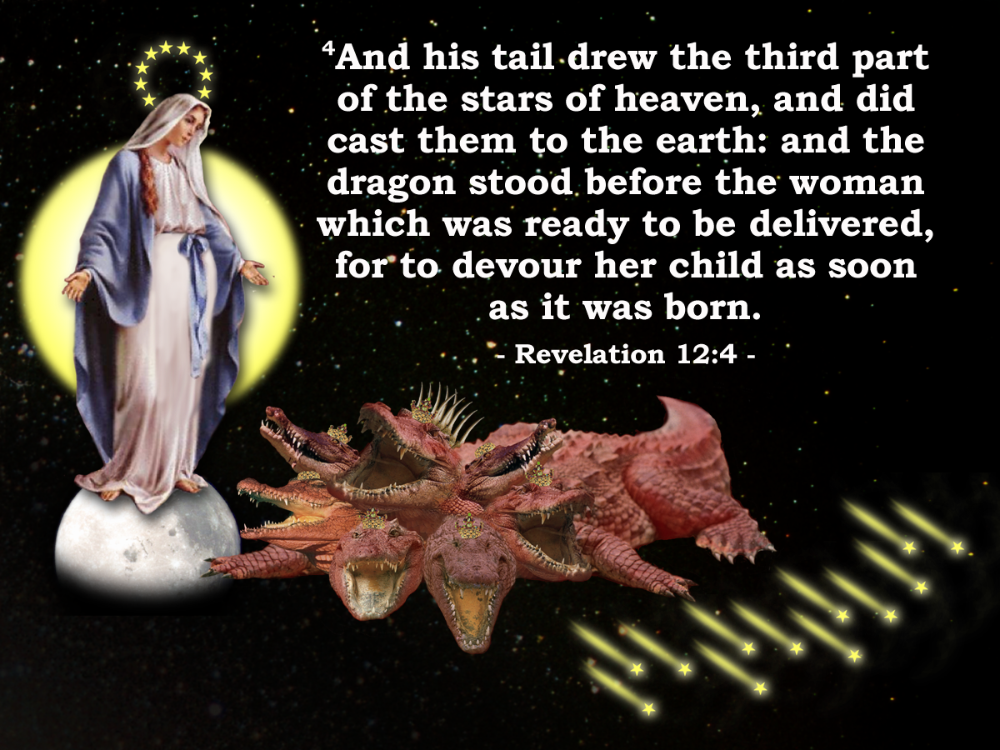 ⁴And his tail drew the third part
of the stars of heaven, and did
cast them to the earth: and the
dragon stood before the woman
which was ready to be delivered,
for to devour her child as soon
as it was born.
- Revelation 12:4 -